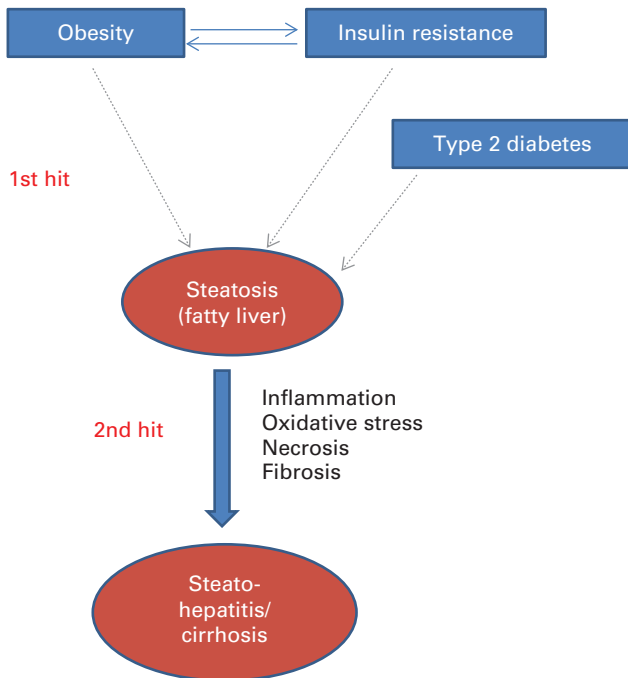 Obesity
Insulin resistance
Type 2 diabetes
1st hit
Steatosis
(fatty liver)
2nd hit
Inflammation
Oxidative stress
Necrosis
Fibrosis
Steato-
hepatitis/
cirrhosis